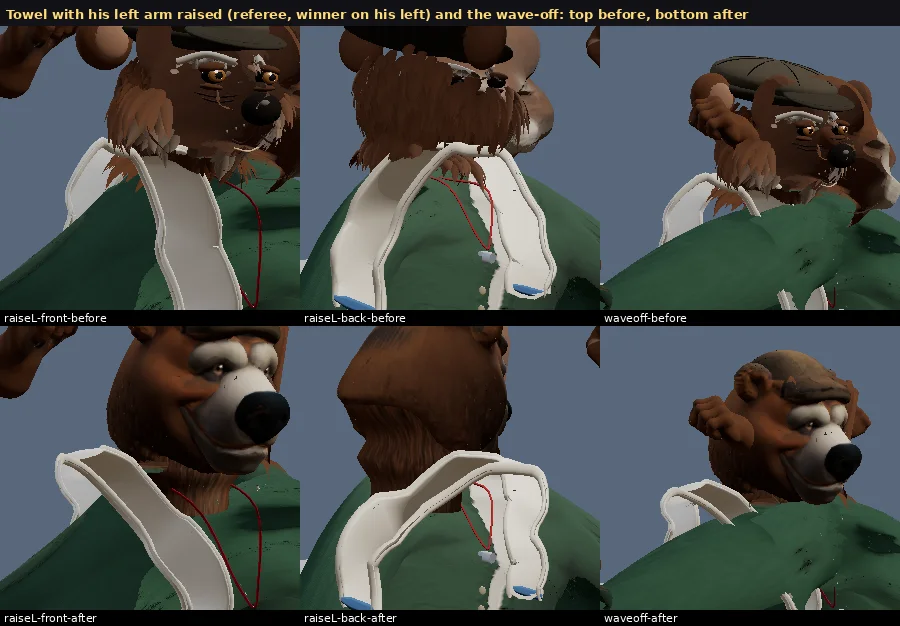 Towel with his left arm raised (referee, winner on his left) and the wave-off: top before, bottom after
raiseL-front-before
raiseL-back-before
waveoff-before
raiseL-front-after
raiseL-back-after
waveoff-after